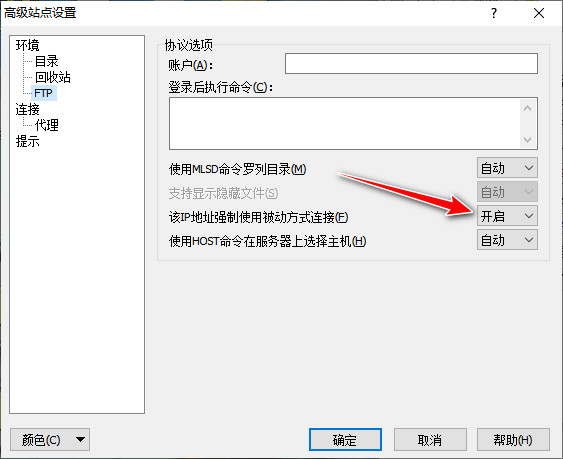 高级站点设置
环境
目录
回收站
FTP
连接
代理
提示
协议选项
账户(A):
登录后执行命令(C):
使用MLSD命令罗列目录(M) 自动
支持显示隐藏文件(S) 自动
该IP地址强制使用被动方式连接(F) 开启
使用HOST命令在服务器上选择主机(H) 自动
颜色(C) 确定 取消 帮助(H)